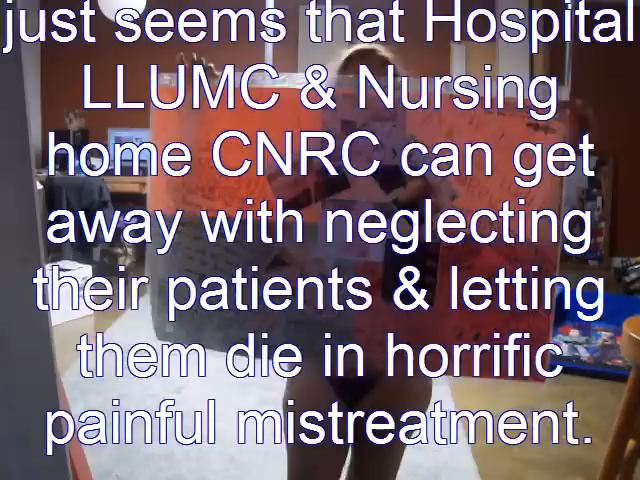 just seems that Hospital
LLUMC & Nursing
home CNRC can get
away with neglecting
their patients & letting
them die in horrific
painful mistreatment.